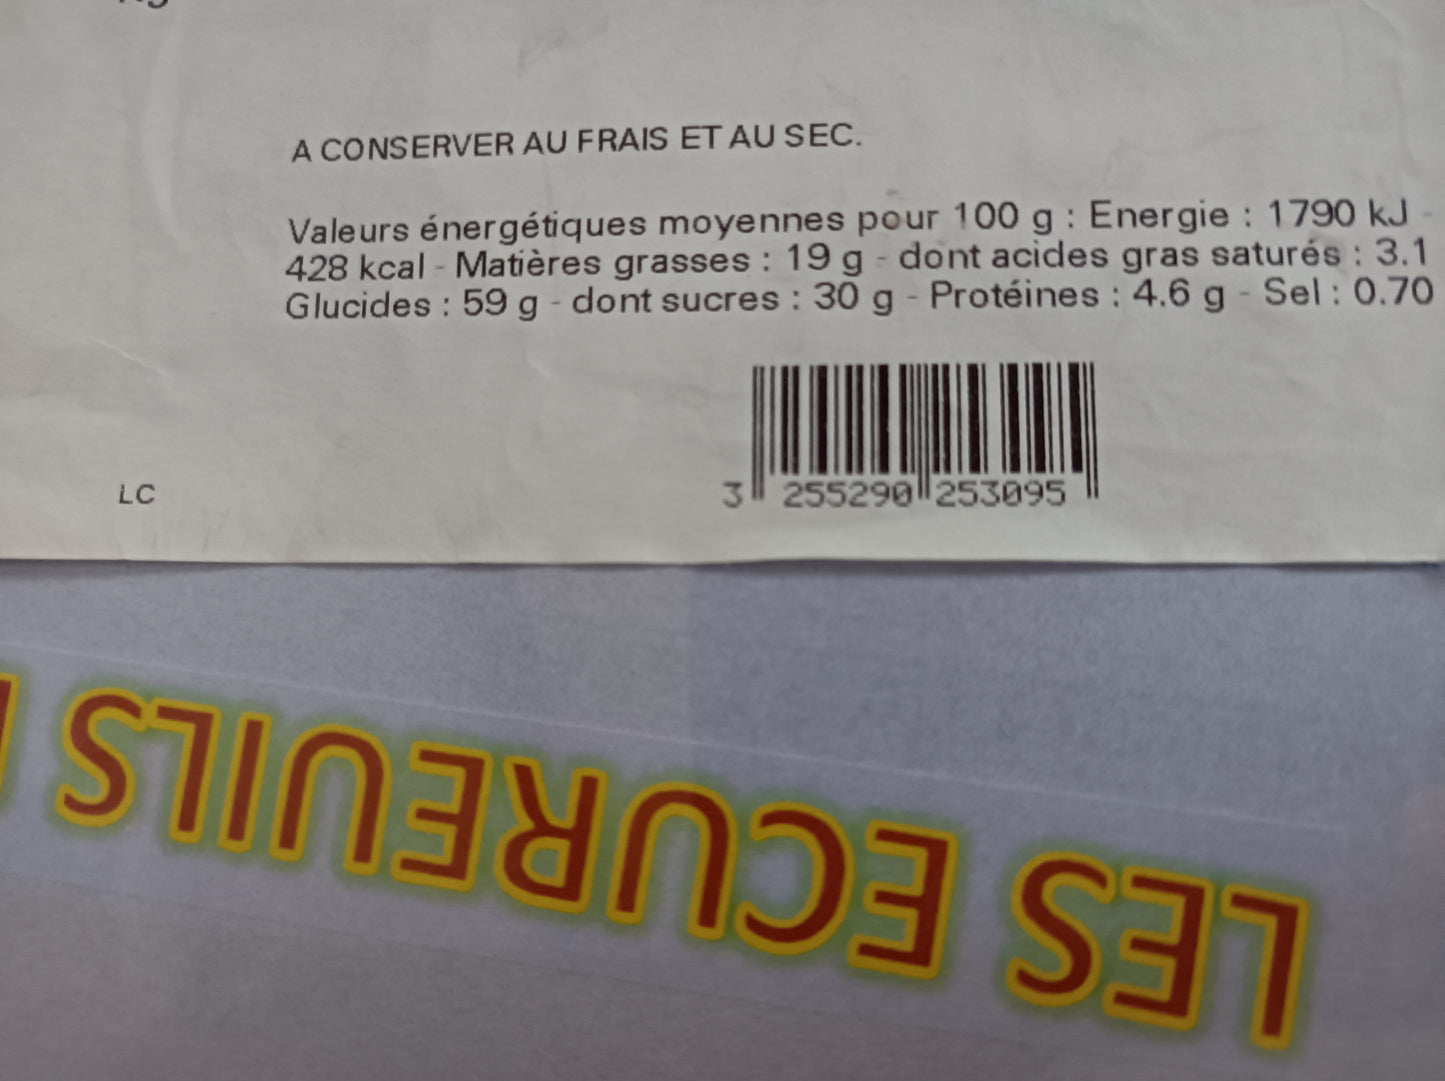 A CONSERVER AU FRAIS ET AU SEC.
Valeurs énergétiques moyennes pour 100 g : Energie : 1790 kJ -
428 kcal - Matières grasses : 19 g - dont acides gras saturés : 3.1
Glucides : 59 g - dont sucres : 30 g - Protéines : 4.6 g - Sel : 0.70
LC
3 255290 253095
LES ECUREUILS